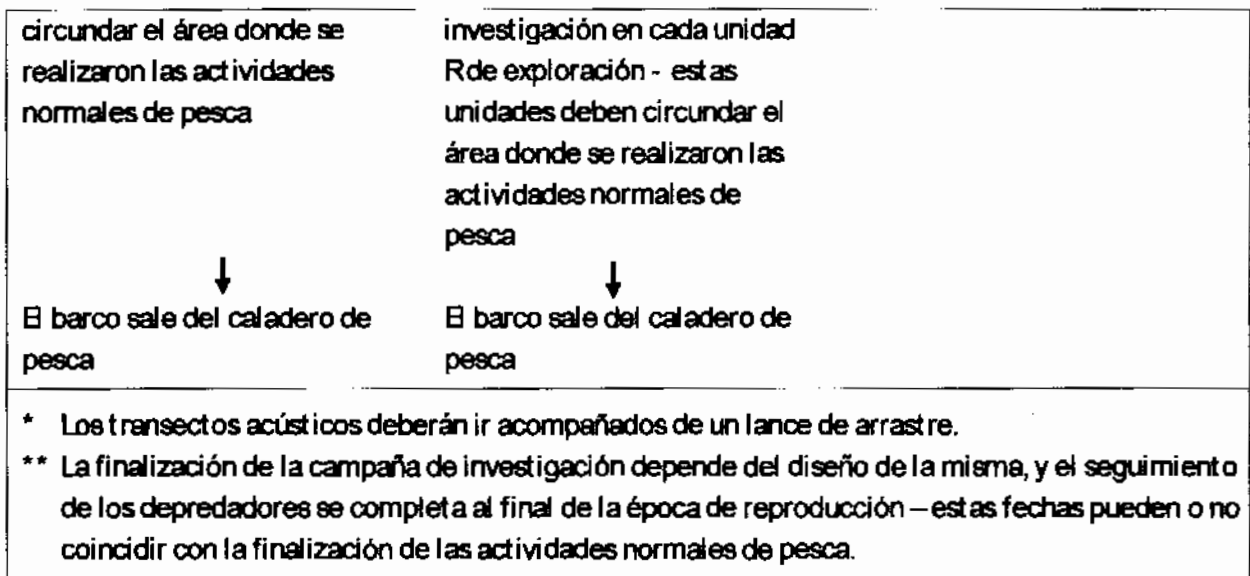 circundar el área donde se
realizaron las actividades
normales de pesca
El barco sale del caladero de
pesca
investigación en cada unidad
Rde exploración - estas
unidades deben circundar el
área donde se realizaron las
actividades normales de
pesca
El barco sale del caladero de
pesca
* Los transectos acústicos deberán ir acompañados de un lance de arrastre.
** La finalización de la campaña de investigación depende del diseño de la misma, y el seguimiento
de los depredadores se completa al final de la época de reproducción – estas fechas pueden o no
coincidir con la finalización de las actividades normales de pesca.